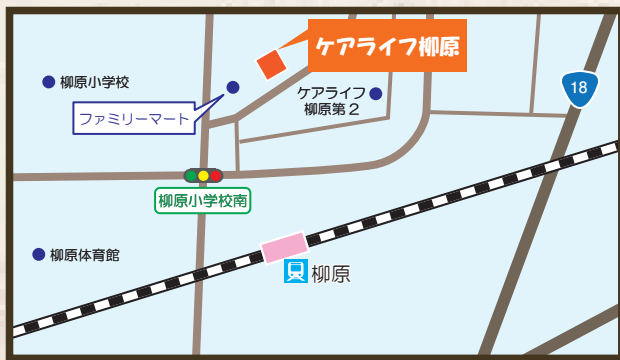 ケアライフ柳原
柳原小学校
ファミリーマート
ケアライフ
柳原第2
18
柳原小学校南
柳原体育館
柳原